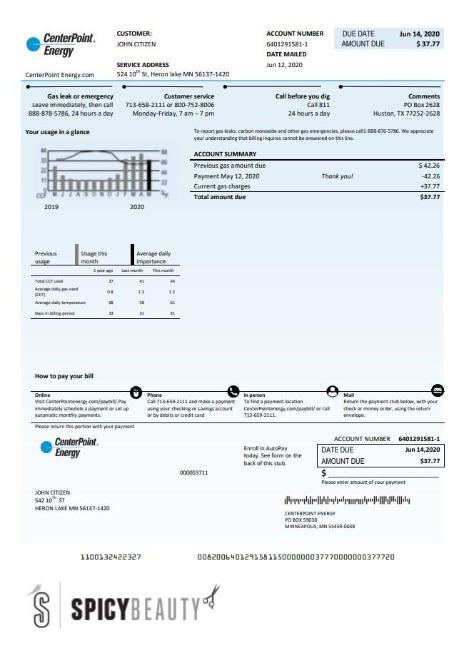 CenterPoint.
Energy
CenterPoint Energy.com
CUSTOMER:
JOHN CITIZEN
SERVICE ADDRESS
524 10th St, Heron lake MN 56137-1420
ACCOUNT NUMBER
6401291581-1
DATE MAILED
Jun 12, 2020
DUE DATE Jun 14, 2020
AMOUNT DUE $ 37.77
Gas leak or emergency
Leave immediately, then call
888-878-5786, 24 hours a day
Customer service
713-658-2111 or 800-752-8006
Monday-Friday, 7 am – 7 pm
Call before you dig
Call 811
24 hours a day
Comments
PO Box 2628
Huston, TX 77252-2628
Your usage in a glance
To report gas leaks, carbon monoxide and other gas emergencies, please call1-888-876-5786. We appreciate
your understanding that billing inquires cannot be answered on this line.
2019 2020
ACCOUNT SUMMARY
Previous gas amount due $ 42.26
Payment May 12, 2020 Thank you! -42.26
Current gas charges +37.77
Total amount due $37.77
Previous usage
Usage this month
Average daily importance
1 year ago Last month This month
Total CCF used 27 41 34
Average daily gas used (CCF) 0.8 1.1 1.2
Average daily temperature 58 58 61
Days in billing period 33 31 31
How to pay your bill
Online
Visit CenterPointenergy.com/paybill/.Pay
immediately schedule a payment or set up
automatic monthly payments.
Phone
Call 713-659-2111 and make a payment
using your checking or savings account
or by debits or credit card
In person
To find a payment location
CenterPointenergy.com/paybill/ or call
713-659-2111.
Mail
Return the payment stub below, with your
check or money order, using the return
envelope.
Please return this portion with your payment
CenterPoint.
Energy
000003711
Enroll in AutoPay
today. See form on the
back of this stub.
ACCOUNT NUMBER 6401291581-1
DATE DUE Jun 14,2020
AMOUNT DUE $37.77
$
Please enter amount of your payment
JOHN CITIZEN
542 10th ST
HERON LAKE MN 56137-1420
CENTERPOINT ENERGY
PO BOX 59038
MINNEAPOLIS, MN 55459-0038
1100132422327
SPICYBEAUTY